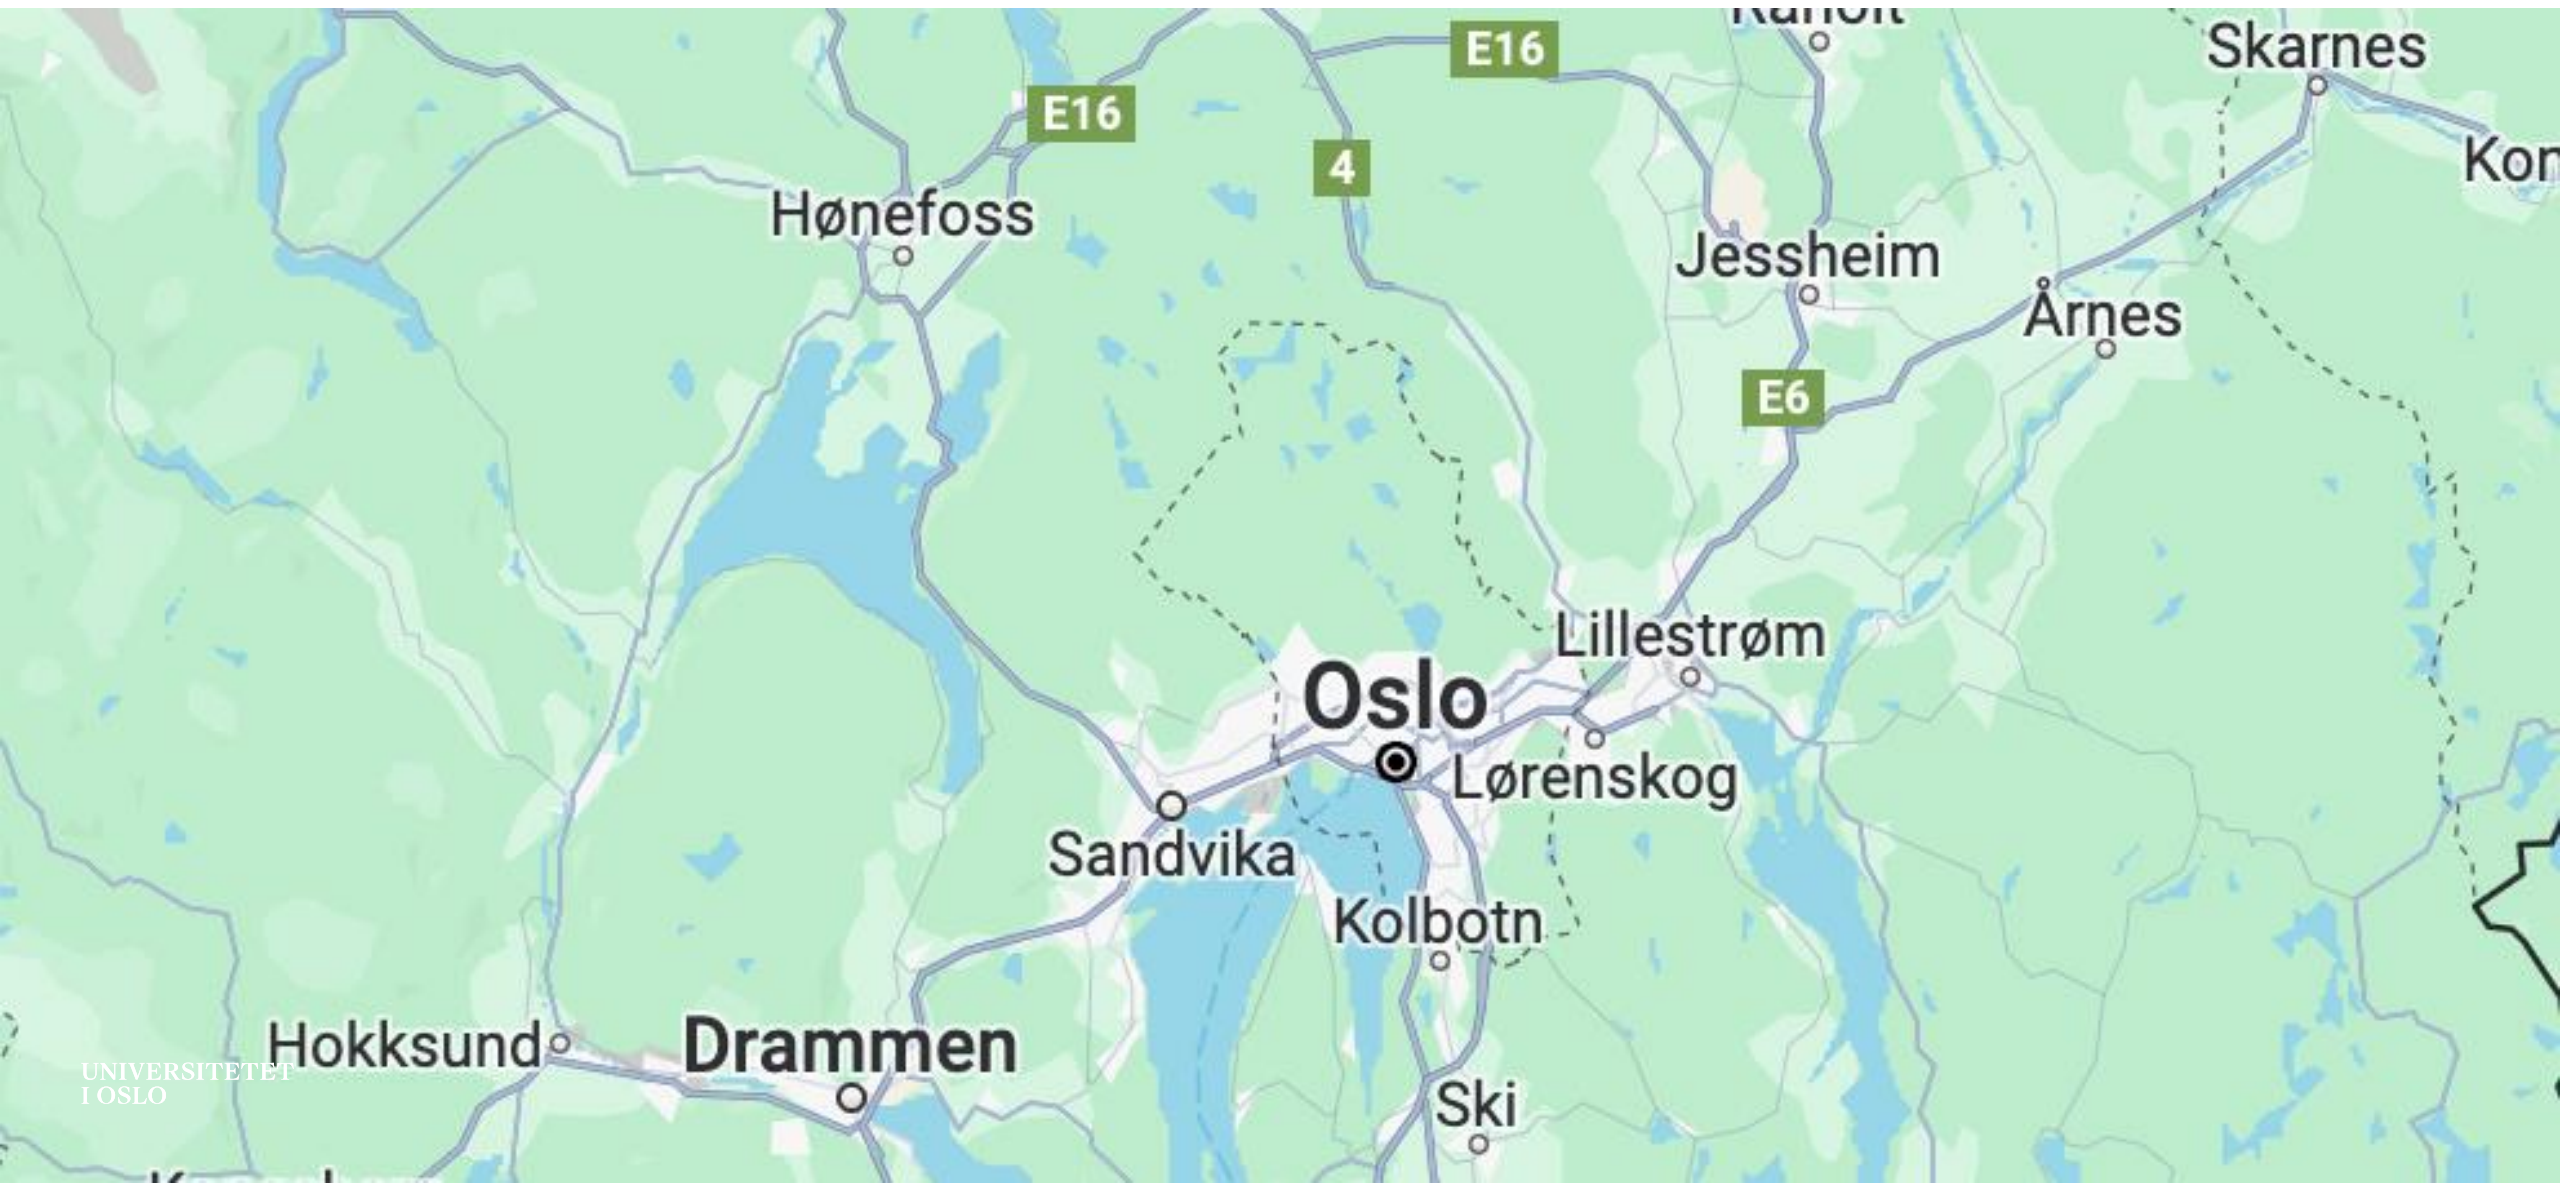 Skarnes
E16
E16
4
Hønefoss
Jessheim
Årnes
E6
Lillestrøm
Oslo
Lørenskog
Sandvika
Kolbotn
Hokksund
Drammen
UNIVERSITETET
I OSLO
Ski